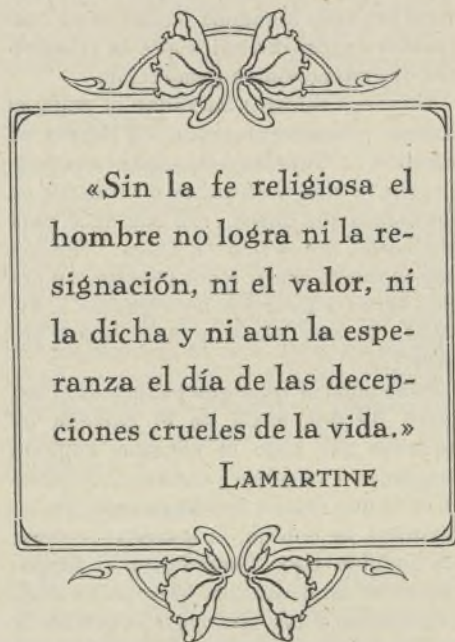 «Sin la fe religiosa el
hombre no logra ni la re-
signación, ni el valor, ni
la dicha y ni aun la espe-
ranza el día de las decep-
ciones crueles de la vida.»
LAMARTINE